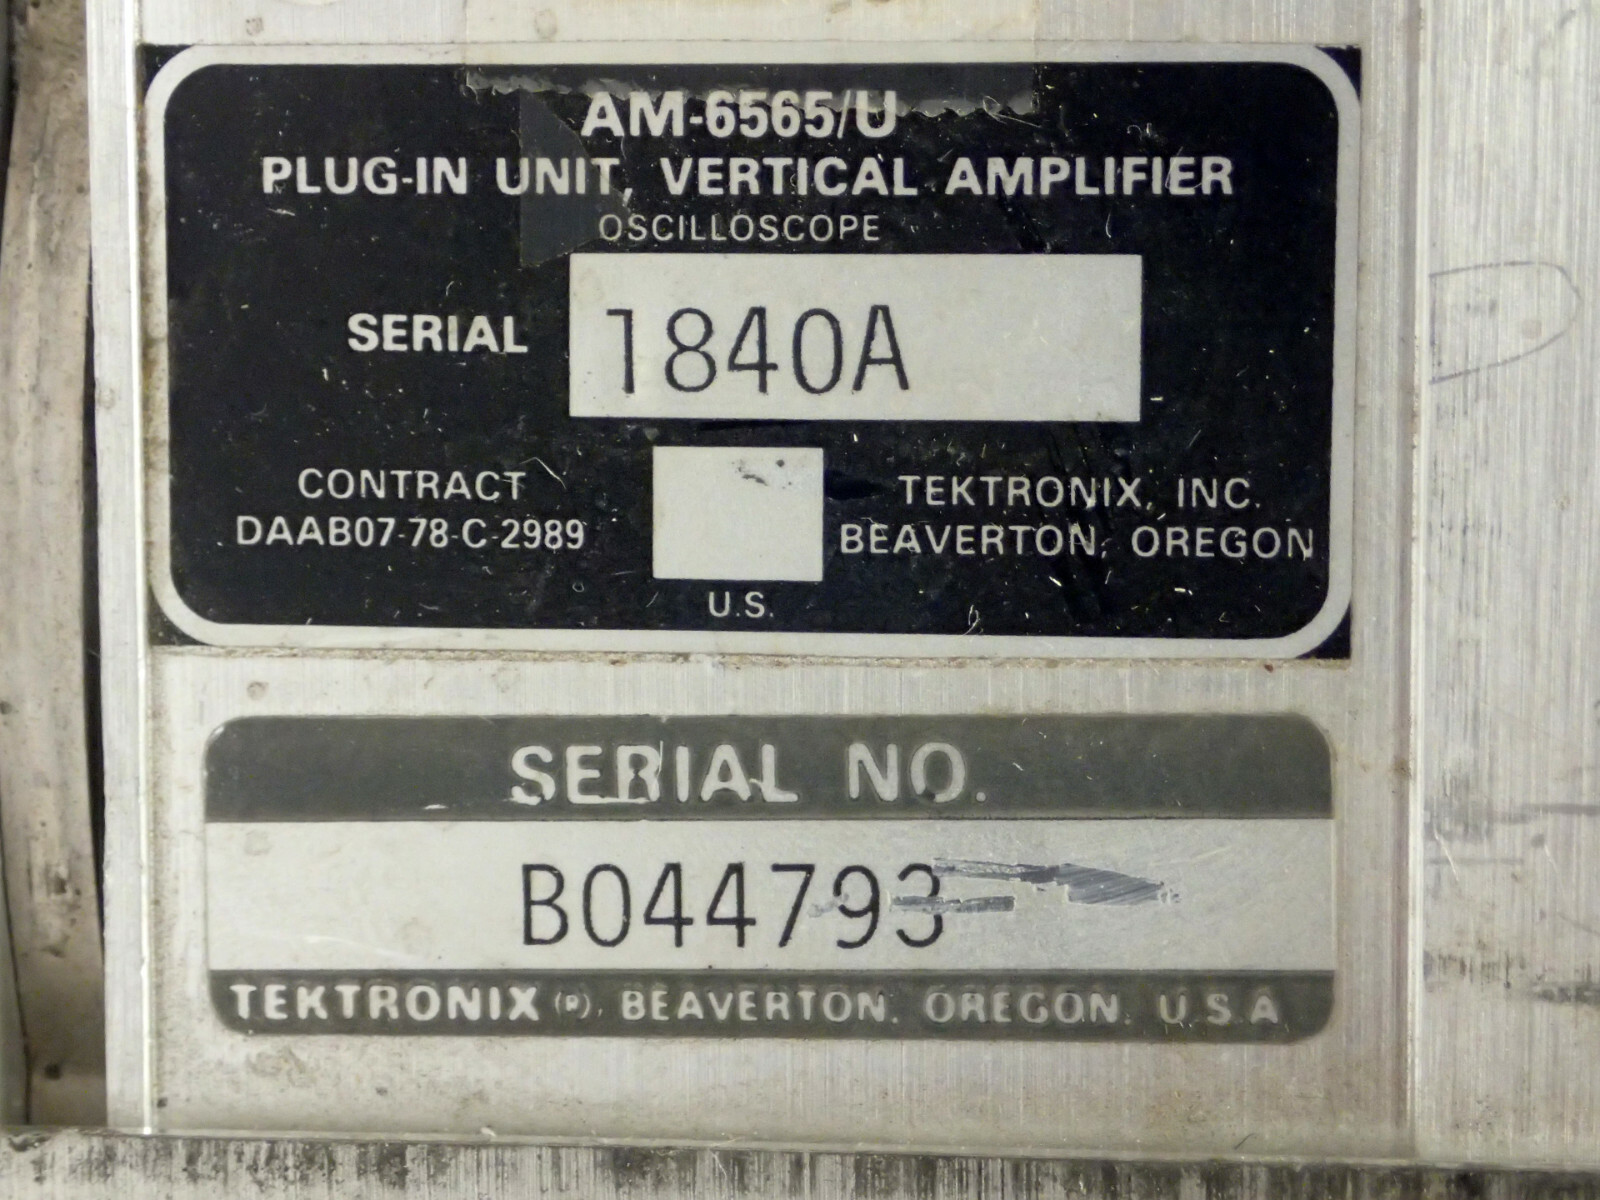 AM-6565/U
PLUG-IN UNIT, VERTICAL AMPLIFIER
OSCILLOSCOPE
SERIAL 1840A
CONTRACT
DAAB07-78-C-2989
U.S.
TEKTRONIX, INC.
BEAVERTON, OREGON
SERIAL NO.
B044793
TEKTRONIX (R), BEAVERTON, OREGON, U.S.A